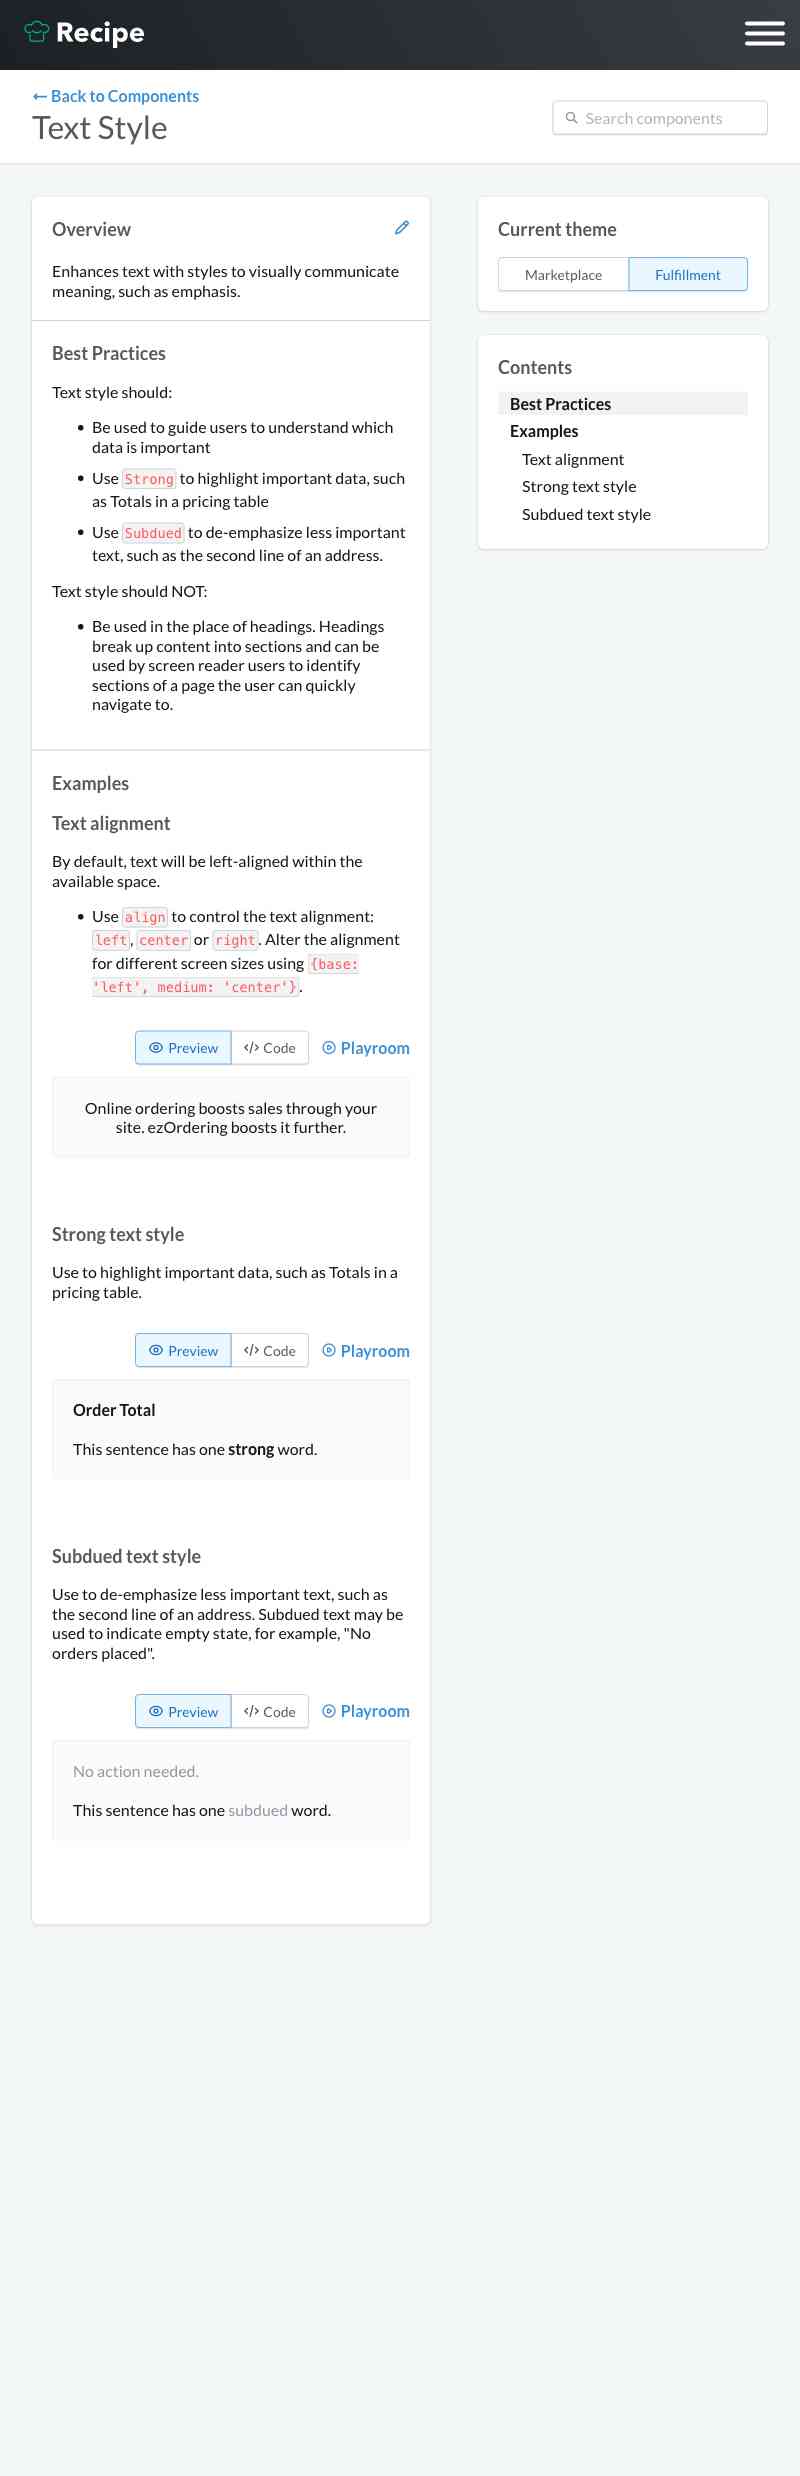 Recipe
← Back to Components
Text Style
Search components
Overview
Enhances text with styles to visually communicate
meaning, such as emphasis.
Best Practices
Text style should:
• Be used to guide users to understand which
data is important
• Use Strong to highlight important data, such
as Totals in a pricing table
• Use Subdued to de-emphasize less important
text, such as the second line of an address.
Text style should NOT:
• Be used in the place of headings. Headings
break up content into sections and can be
used by screen reader users to identify
sections of a page the user can quickly
navigate to.
Examples
Text alignment
By default, text will be left-aligned within the
available space.
• Use align to control the text alignment:
left, center or right. Alter the alignment
for different screen sizes using {base:
'left', medium: 'center'}.
Preview </> Code Playroom
Online ordering boosts sales through your
site. ezOrdering boosts it further.
Strong text style
Use to highlight important data, such as Totals in a
pricing table.
Preview </> Code Playroom
Order Total
This sentence has one strong word.
Subdued text style
Use to de-emphasize less important text, such as
the second line of an address. Subdued text may be
used to indicate empty state, for example, "No
orders placed".
Preview </> Code Playroom
No action needed.
This sentence has one subdued word.
Current theme
Marketplace Fulfillment
Contents
Best Practices
Examples
Text alignment
Strong text style
Subdued text style